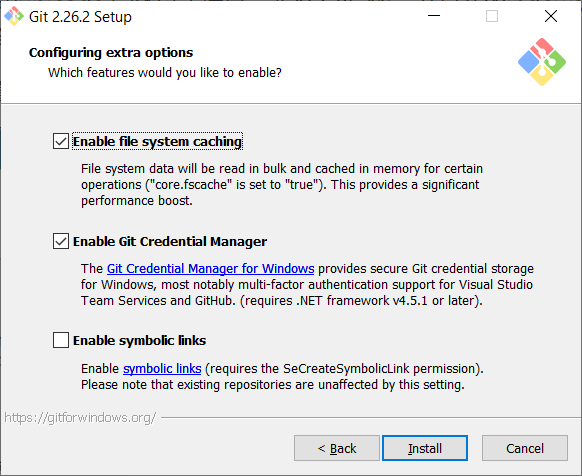 Git 2.26.2 Setup
Configuring extra options
Which features would you like to enable?
Enable file system caching
File system data will be read in bulk and cached in memory for certain
operations ("core.fscache" is set to "true"). This provides a significant
performance boost.
Enable Git Credential Manager
The Git Credential Manager for Windows provides secure Git credential storage
for Windows, most notably multi-factor authentication support for Visual Studio
Team Services and GitHub. (requires .NET framework v4.5.1 or later).
Enable symbolic links
Enable symbolic links (requires the SeCreateSymbolicLink permission).
Please note that existing repositories are unaffected by this setting.
https://gitforwindows.org/
< Back
Install
Cancel